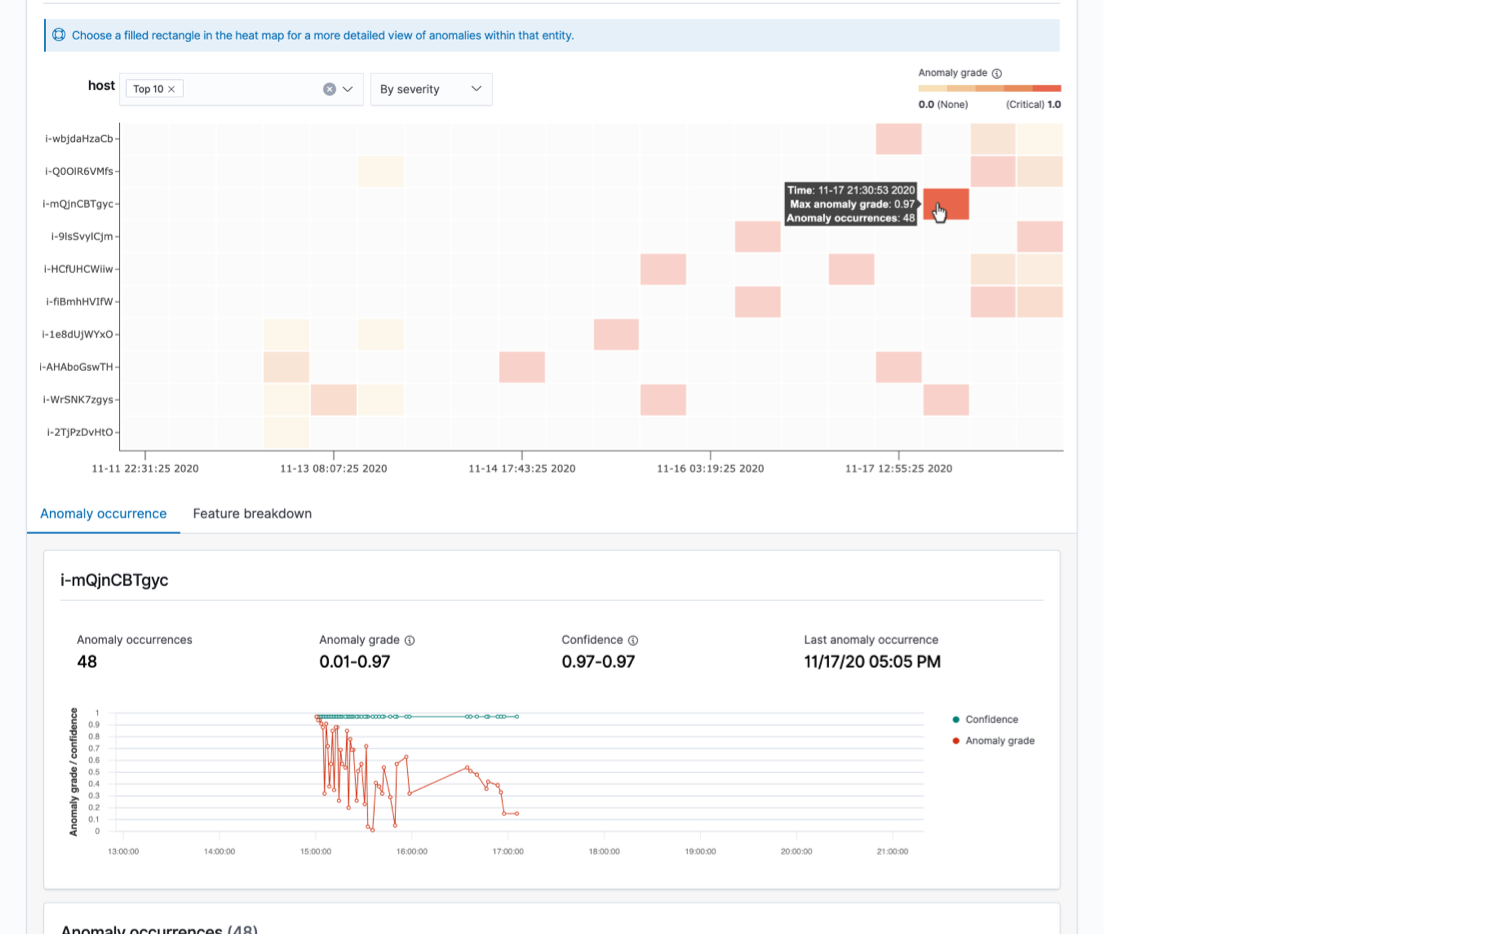 Choose a filled rectangle in the heat map for a more detailed view of anomalies within that entity.
host
Top 10 ×
By severity
Anomaly grade
0.0 (None)
(Critical) 1.0
i-wbjdaHzaCb
i-Q0OIR6VMfs
i-mQjnCBTgyc
i-9IsSvyICjm
i-HCfUHCWiiw
i-fiBmhHVIfW
i-1e8dUjWYxO
i-AHAboGswTH
i-WrSNK7zgys
i-2TjPzDvHtO
Time: 11-17 21:30:53 2020
Max anomaly grade: 0.97
Anomaly occurrences: 48
11-11 22:31:25 2020
11-13 08:07:25 2020
11-14 17:43:25 2020
11-16 03:19:25 2020
11-17 12:55:25 2020
Anomaly occurrence
Feature breakdown
i-mQjnCBTgyc
Anomaly occurrences
48
Anomaly grade
0.01-0.97
Confidence
0.97-0.97
Last anomaly occurrence
11/17/20 05:05 PM
Anomaly grade / confidence
1
0.9
0.8
0.7
0.6
0.5
0.4
0.3
0.2
0.1
0
13:00:00
14:00:00
15:00:00
16:00:00
17:00:00
18:00:00
19:00:00
20:00:00
21:00:00
Confidence
Anomaly grade
Anomaly occurrences (48)